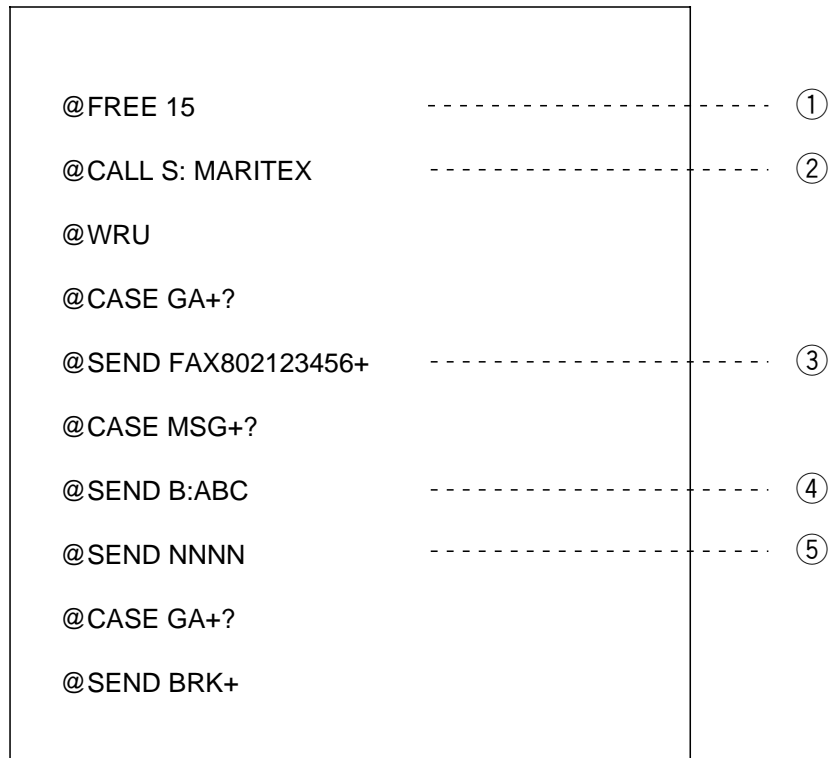 @FREE 15 ①
@CALL S: MARITEX ②
@WRU
@CASE GA+?
@SEND FAX802123456+ ③
@CASE MSG+?
@SEND B:ABC ④
@SEND NNNN ⑤
@CASE GA+?
@SEND BRK+